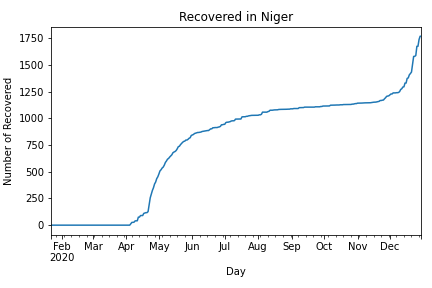 Recovered in Niger
Number of Recovered
1750
1500
1250
1000
750
500
250
0
Feb Mar Apr May Jun Jul Aug Sep Oct Nov Dec
2020
Day